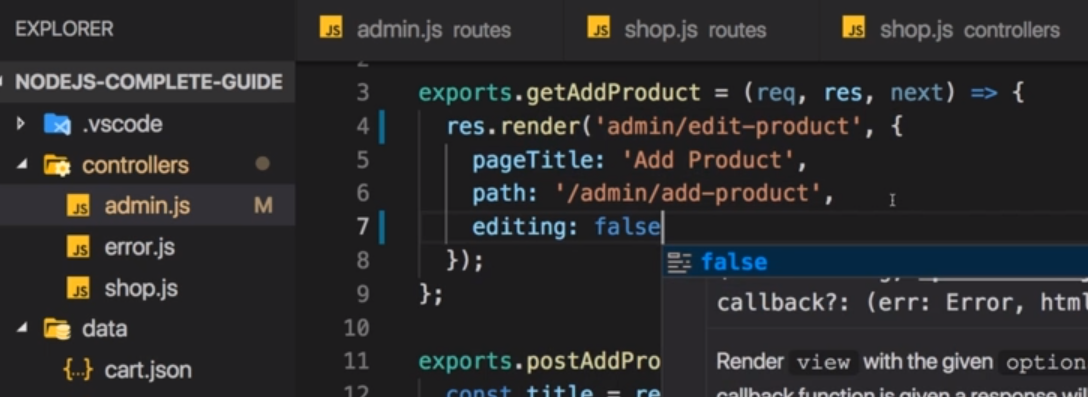 EXPLORER
NODEJS-COMPLETE-GUIDE
.vscode
controllers
JS admin.js M
JS error.js
JS shop.js
data
{..} cart.json
JS admin.js routes
JS shop.js routes
JS shop.js controllers
2
3 exports.getAddProduct = (req, res, next) => {
4 res.render('admin/edit-product', {
5 pageTitle: 'Add Product',
6 path: '/admin/add-product',
7 editing: false
8 });
9 };
10
11 exports.postAddPro
12 const title = re
false
callback?: (err: Error, html
Render view with the given option
callback function is given a response wil